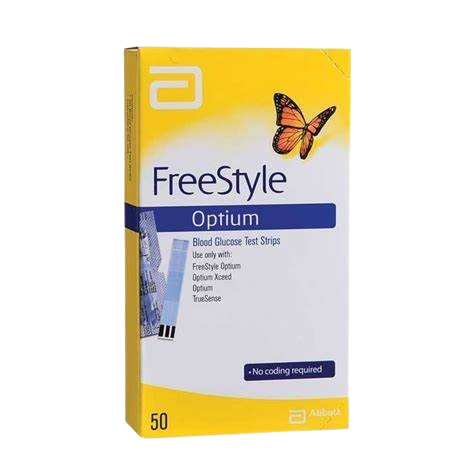 FreeStyle
Optium
Blood Glucose Test Strips
Use only with:
FreeStyle Optium
Optium Xceed
Optium
TrueSense
•No coding required
50
Abbott